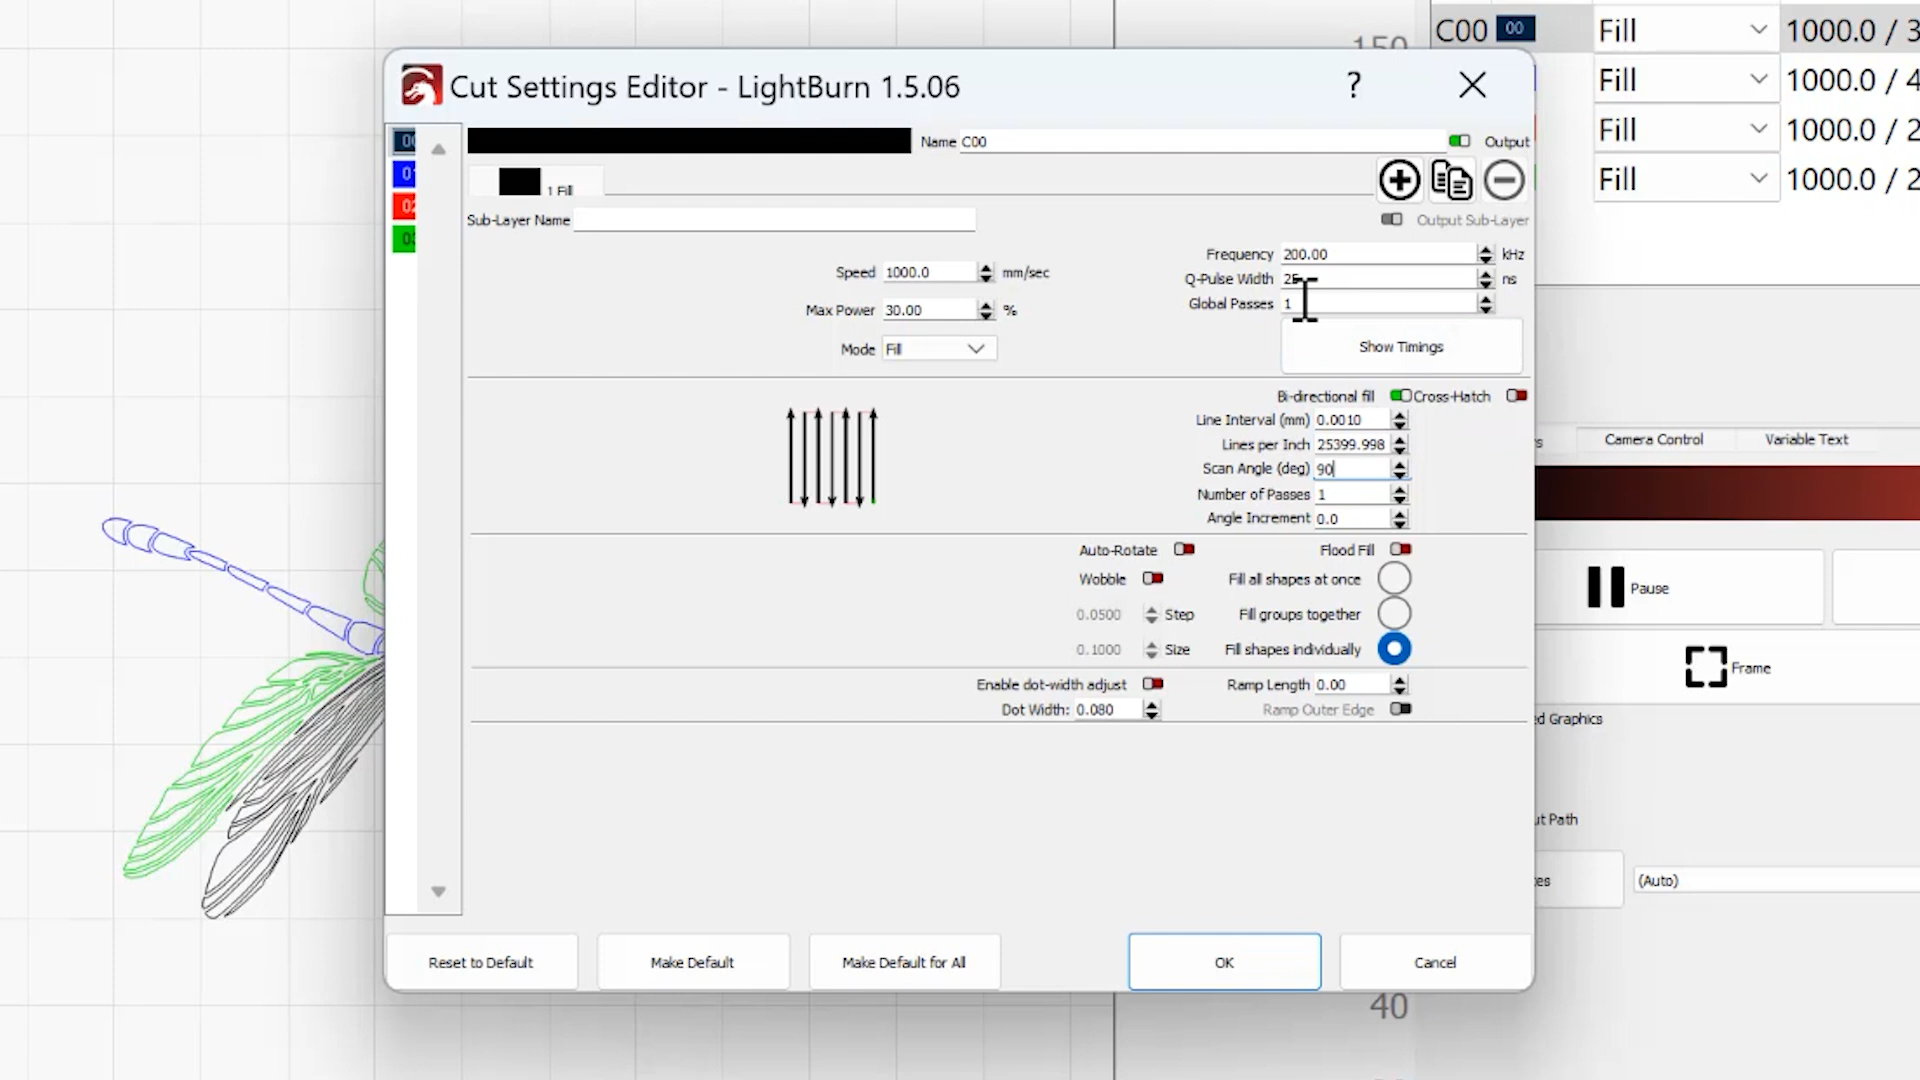 150
C00 00 Fill 1000.0 / 3
Fill 1000.0 / 4
Fill 1000.0 / 2
Fill 1000.0 / 2
Cut Settings Editor - LightBurn 1.5.06
?
Name C00
Output
1 Fill
Sub-Layer Name
Output Sub-Layer
Frequency 200.00 kHz
Speed 1000.0 mm/sec
Q-Pulse Width 25 ns
Max Power 30.00 %
Global Passes 1
Mode Fill
Show Timings
Bi-directional fill Cross-Hatch
Line Interval (mm) 0.0010
Lines per Inch 25399.998
Scan Angle (deg) 90
Number of Passes 1
Angle Increment 0.0
Auto-Rotate Flood Fill
Wobble Fill all shapes at once
0.0500 Step Fill groups together
0.1000 Size Fill shapes individually
Enable dot-width adjust Ramp Length 0.00
Dot Width: 0.080 Ramp Outer Edge
Reset to Default
Make Default
Make Default for All
OK
Cancel
Camera Control
Variable Text
Pause
Frame
d Graphics
ut Path
es
(Auto)
40